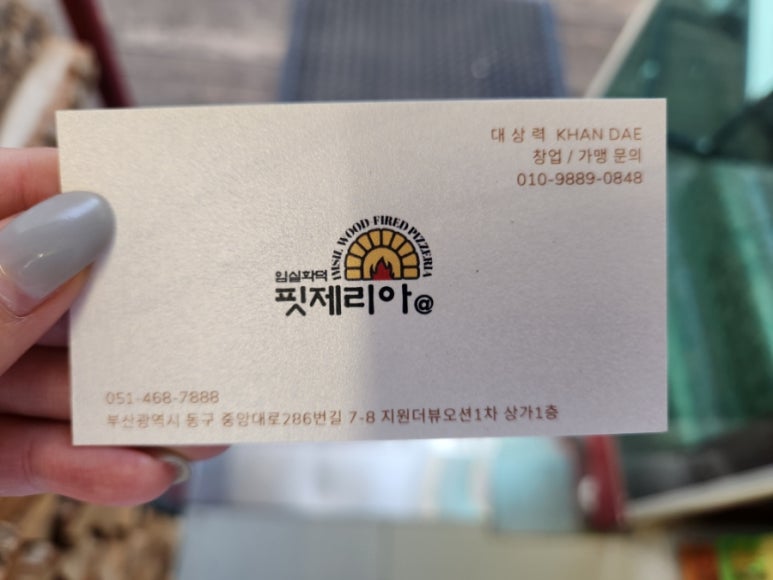 대상력 KHAN DAE
창업 / 가맹 문의
010-9889-0848
IMSIL WOOD FIRED PIZZERIA
임실화덕
핏제리아@
051-468-7888
부산광역시 동구 중앙대로286번길 7-8 지원더뷰오션1차 상가1층